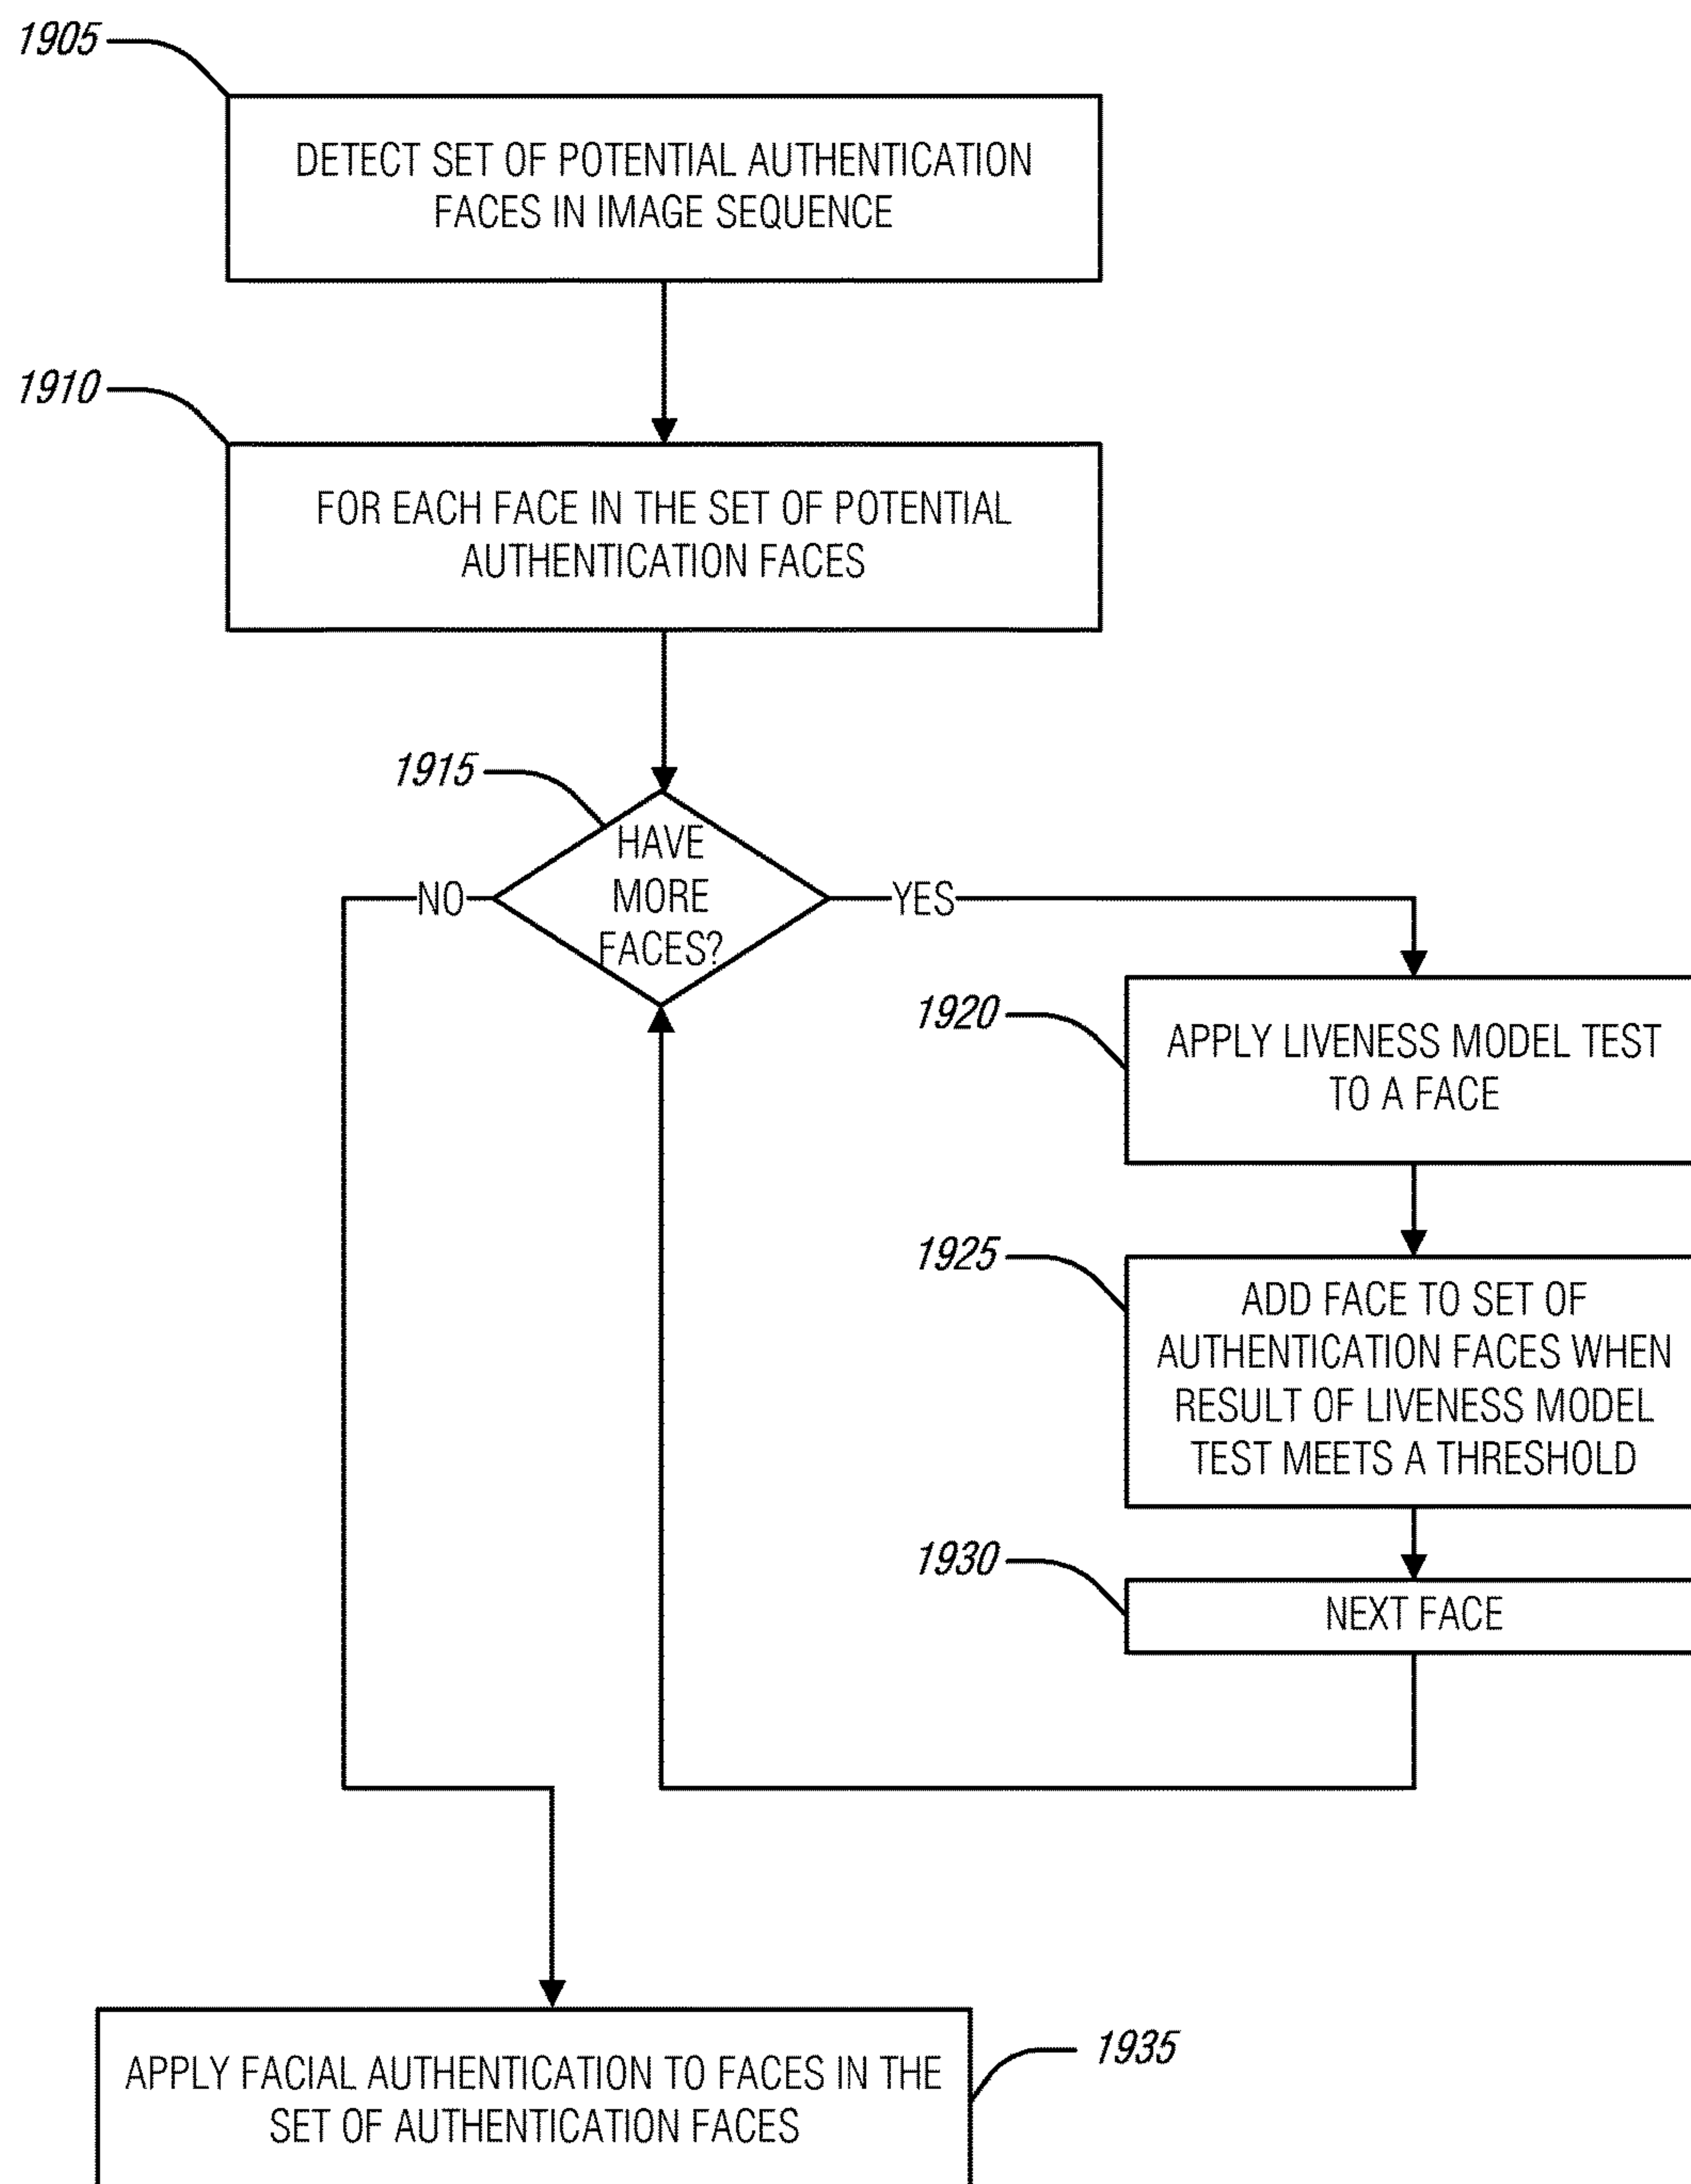 1905
DETECT SET OF POTENTIAL AUTHENTICATION
FACES IN IMAGE SEQUENCE
1910
FOR EACH FACE IN THE SET OF POTENTIAL
AUTHENTICATION FACES
1915
HAVE
MORE
FACES?
NO
YES
1920
APPLY LIVENESS MODEL TEST
TO A FACE
1925
ADD FACE TO SET OF
AUTHENTICATION FACES WHEN
RESULT OF LIVENESS MODEL
TEST MEETS A THRESHOLD
1930
NEXT FACE
1935
APPLY FACIAL AUTHENTICATION TO FACES IN THE
SET OF AUTHENTICATION FACES